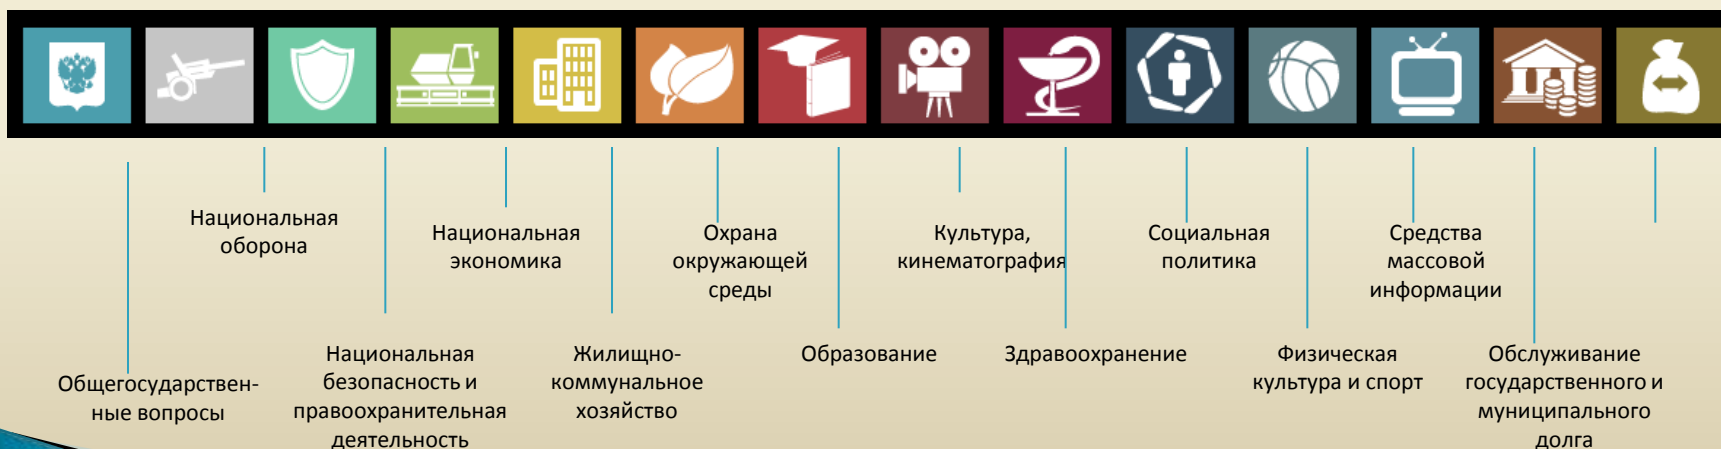 Общегосударствен-
ные вопросы
Национальная
оборона
Национальная
безопасность и
правоохранительная
деятельность
Национальная
экономика
Жилищно-
коммунальное
хозяйство
Охрана
окружающей
среды
Образование
Культура,
кинематография
Здравоохранение
Социальная
политика
Физическая
культура и спорт
Средства
массовой
информации
Обслуживание
государственного и
муниципального
долга